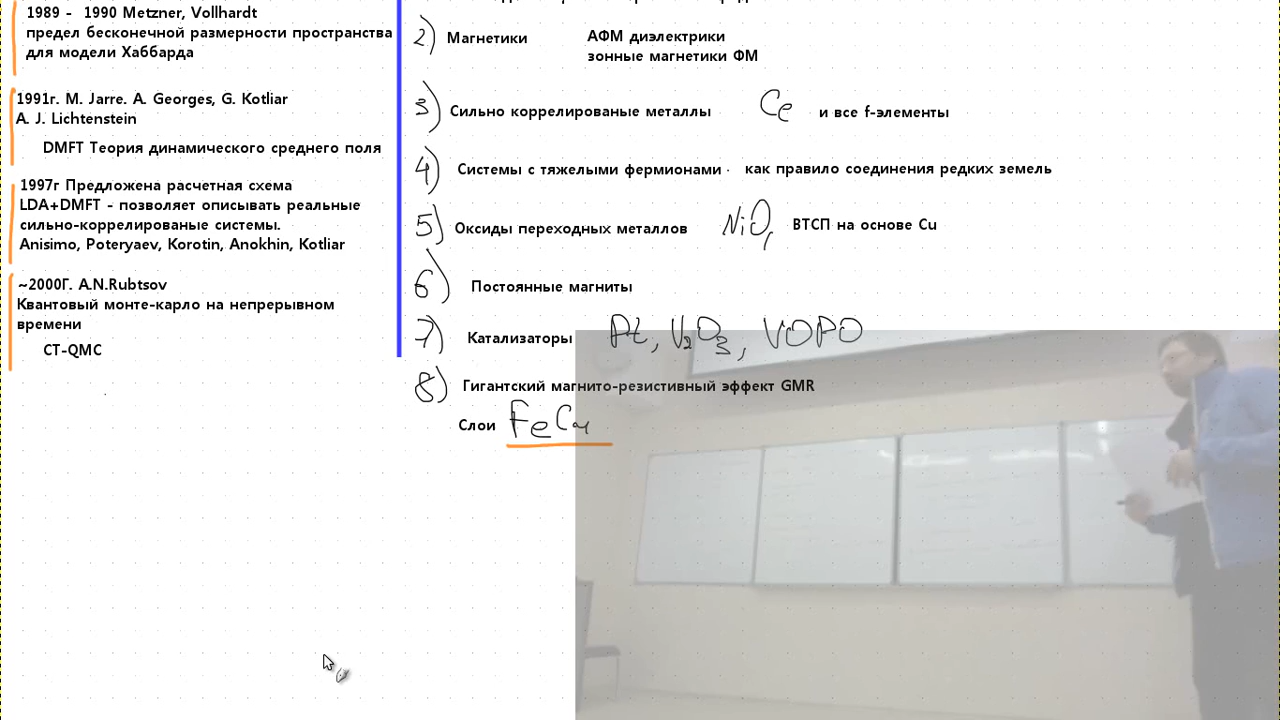 1989 - 1990 Metzner, Vollhardt
предел бесконечной размерности пространства
для модели Хаббарда
1991г. M. Jarre. A. Georges, G. Kotliar
A. J. Lichtenstein
DMFT Теория динамического среднего поля
1997г Предложена расчетная схема
LDA+DMFT - позволяет описывать реальные
сильно-коррелированые системы.
Anisimo, Poteryaev, Korotin, Anokhin, Kotliar
~2000Г. A.N.Rubtsov
Квантовый монте-карло на непрерывном
времени
CT-QMC
2) Магнетики АФМ диэлектрики
зонные магнетики ФМ
3) Сильно коррелированые металлы Ce и все f-элементы
4) Системы с тяжелыми фермионами - как правило соединения редких земель
5) Оксиды переходных металлов NiO, ВТСП на основе Cu
6) Постоянные магниты
7) Катализаторы Pt, V2O3, VOPO
8) Гигантский магнито-резистивный эффект GMR
Слои FeCu